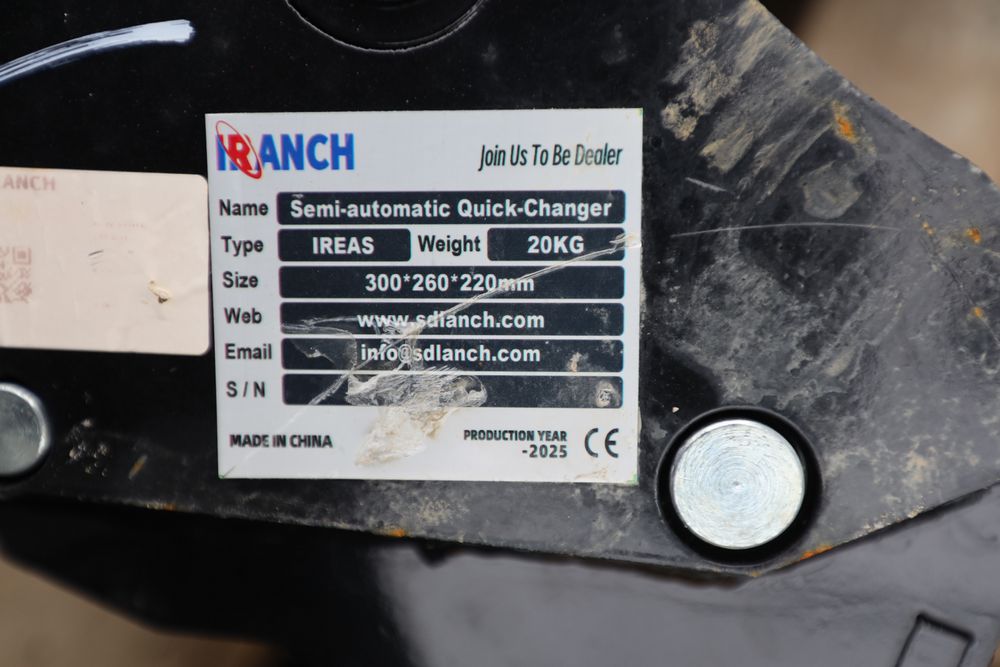 IRANCH
Join Us To Be Dealer
Name Semi-automatic Quick-Changer
Type IREAS Weight 20KG
Size 300*260*220mm
Web www.sdlanch.com
Email info@sdlanch.com
S / N
MADE IN CHINA
PRODUCTION YEAR
-2025
CE
ANCH